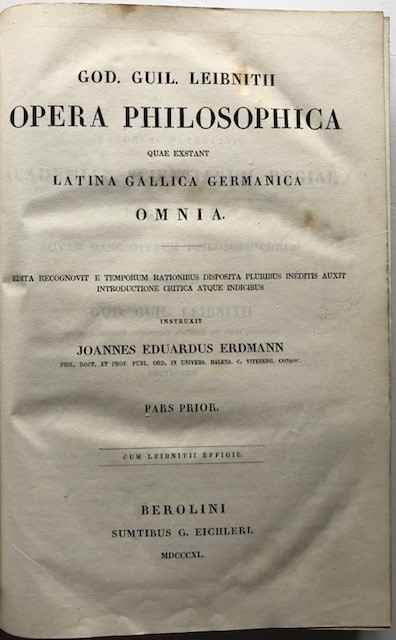 GOD. GUIL. LEIBNITII
OPERA PHILOSOPHICA
QUAE EXSTANT
LATINA GALLICA GERMANICA
OMNIA.
EDITA RECOGNOVIT E TEMPORUM RATIONIBUS DISPOSITA PLURIBUS INEDITIS AUXIT
INTRODUCTIONE CRITICA ATQUE INDICIBUS
INSTRUXIT
JOANNES EDUARDUS ERDMANN
PHIL. DOCT. ET PROF. PUBL. ORD. IN UNIVERS. HALENS. C. VITEBERG. CONSOC.
PARS PRIOR.
CUM LEIBNITII EFFIGIE.
BEROLINI
SUMTIBUS G. EICHLERI.
MDCCCXL.